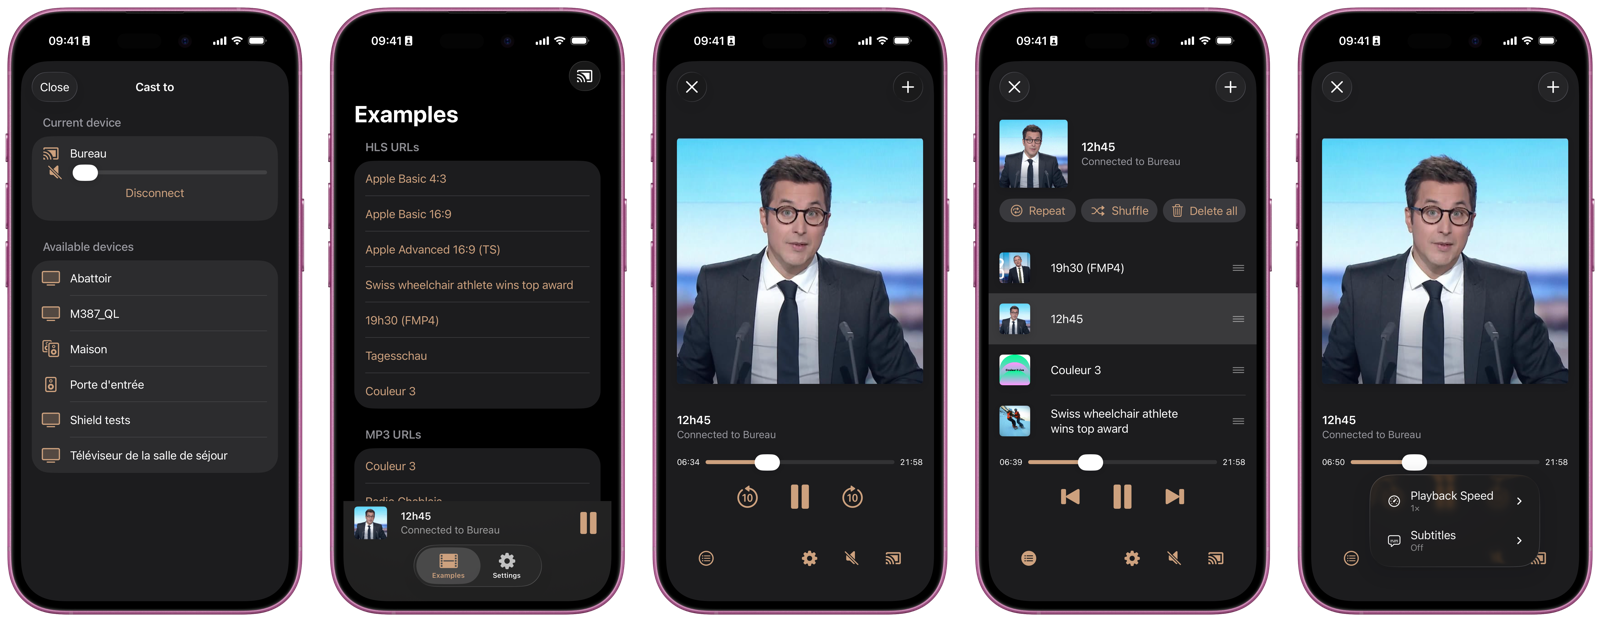 09:41
Close
Cast to
Current device
Bureau
Disconnect
Available devices
Abattoir
M387_QL
Maison
Porte d'entrée
Shield tests
Téléviseur de la salle de séjour
09:41
Examples
HLS URLs
Apple Basic 4:3
Apple Basic 16:9
Apple Advanced 16:9 (TS)
Swiss wheelchair athlete wins top award
19h30 (FMP4)
Tagesschau
Couleur 3
MP3 URLs
Couleur 3
Radio Chablais
12h45
Connected to Bureau
Examples
Settings
09:41
12h45
Connected to Bureau
06:34
21:58
10
10
09:41
12h45
Connected to Bureau
Repeat
Shuffle
Delete all
19h30 (FMP4)
12h45
Couleur 3
Swiss wheelchair athlete
wins top award
06:39
21:58
09:41
12h45
Connected to Bureau
06:50
21:58
Playback Speed
1×
Subtitles
Off